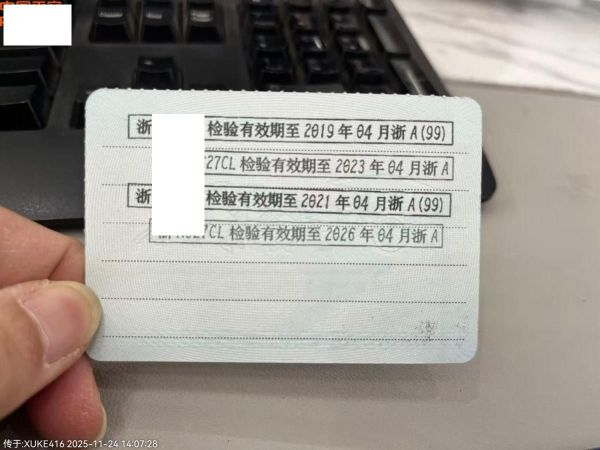 浙 检验有效期至 2019 年 04 月浙 A(99)
27CL 检验有效期至 2023 年 04 月浙 A
浙 检验有效期至 2021 年 04 月浙 A(99)
27CL 检验有效期至 2026 年 04 月浙 A
传于:XUKE416 2025-11-24 14:07:28